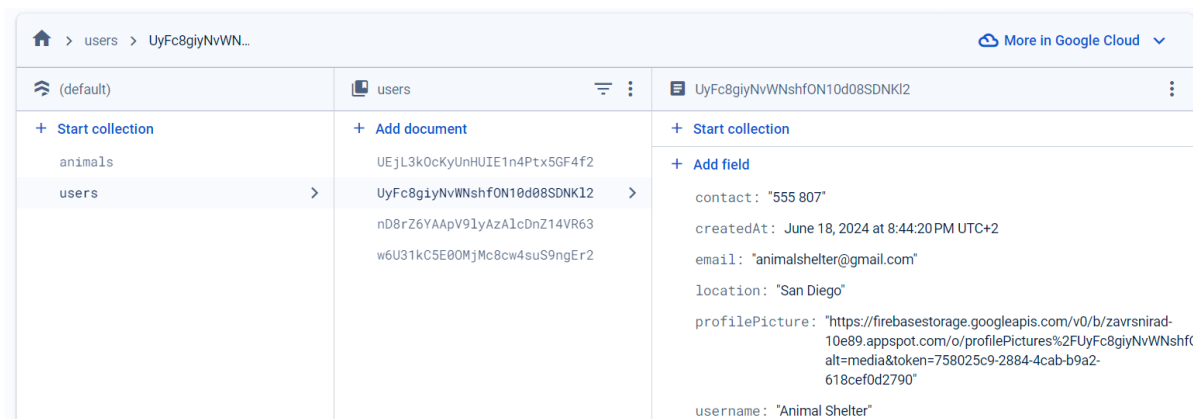 users > UyFc8giyNvWN...
More in Google Cloud
(default)
users
UyFc8giyNvWNshfON10d08SDNKl2
+ Start collection
+ Add document
+ Start collection
animals
users
UEjL3kOcKyUnHUIE1n4Ptx5GF4f2
UyFc8giyNvWNshfON10d08SDNKl2
nD8rZ6YAApV9lyAzAlcDnZ14VR63
w6U31kC5E0OMjMc8cw4suS9ngEr2
+ Add field
contact: "555 807"
createdAt: June 18, 2024 at 8:44:20 PM UTC+2
email: "animalshelter@gmail.com"
location: "San Diego"
profilePicture: "https://firebasestorage.googleapis.com/v0/b/zavrsnirad-
10e89.appspot.com/o/profilePictures%2FUyFc8giyNvWNshf
alt=media&token=758025c9-2884-4cab-b9a2-
618cef0d2790"
username: "Animal Shelter"